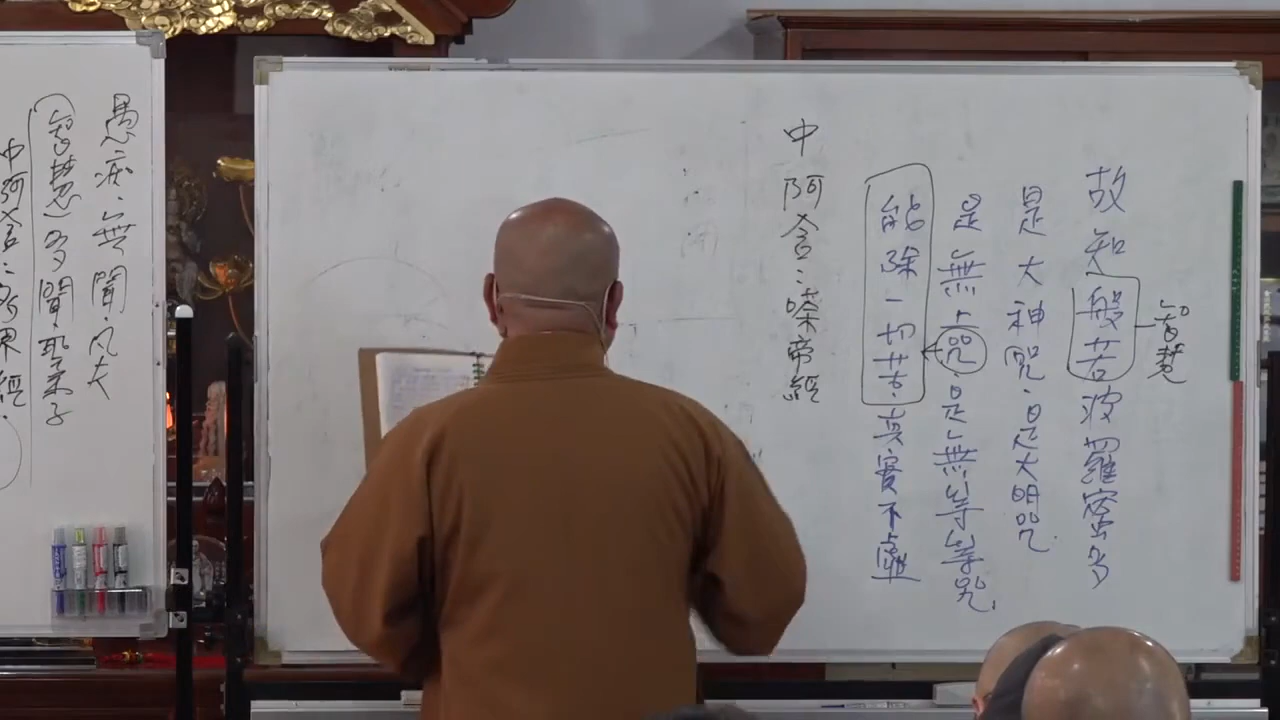 故知般若波羅蜜多
智慧
是大神咒.是大明咒.
是無上咒.是無等等咒.
能除一切苦.真實不虛
中阿含:嗏帝經
愚痴.無聞.凡夫
(智慧)多聞.聖弟子
中阿含: